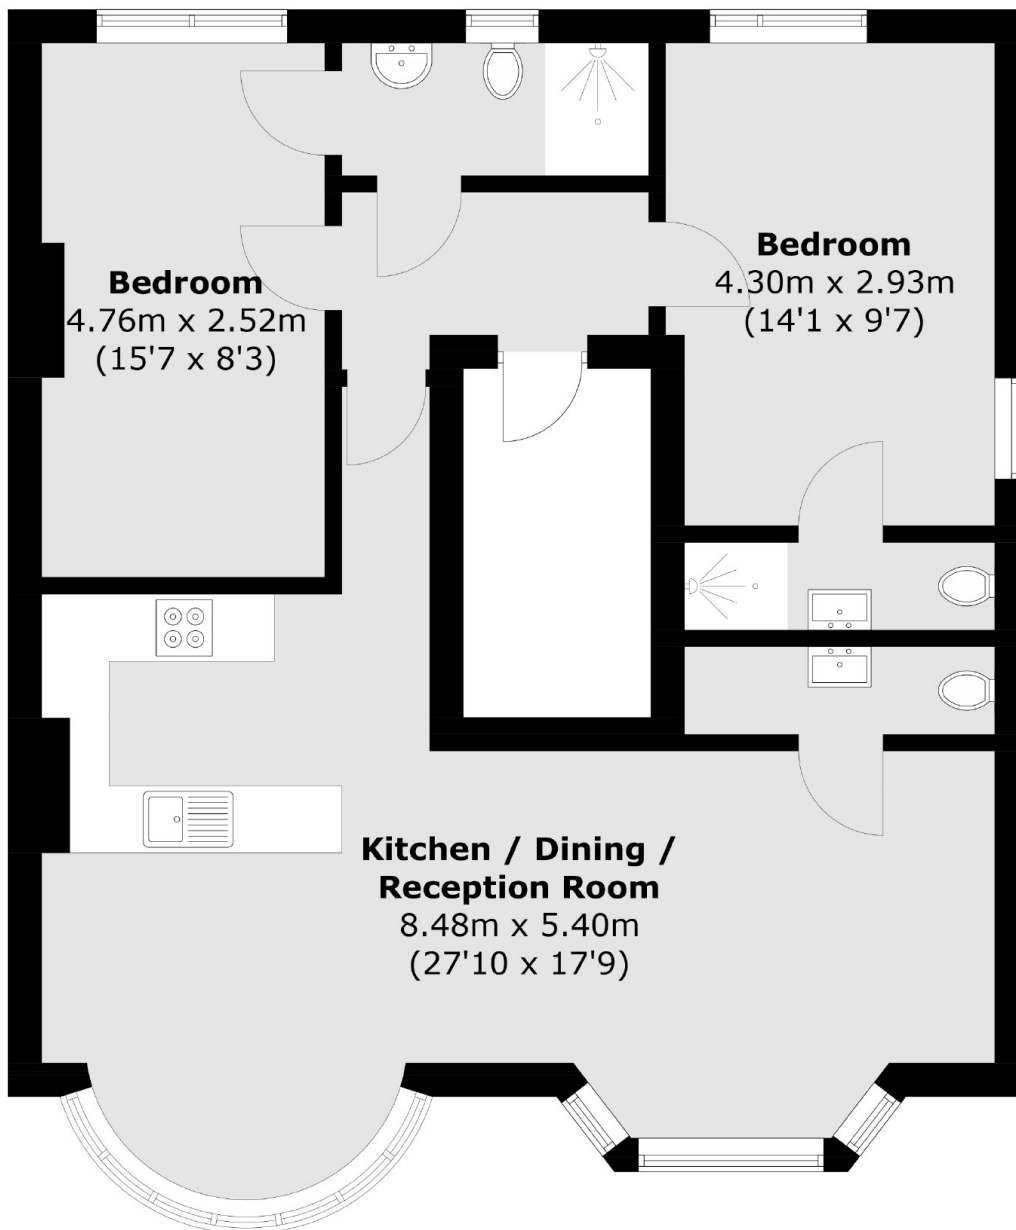 Bedroom
4.76m x 2.52m
(15'7 x 8'3)
Bedroom
4.30m x 2.93m
(14'1 x 9'7)
Kitchen / Dining /
Reception Room
8.48m x 5.40m
(27'10 x 17'9)